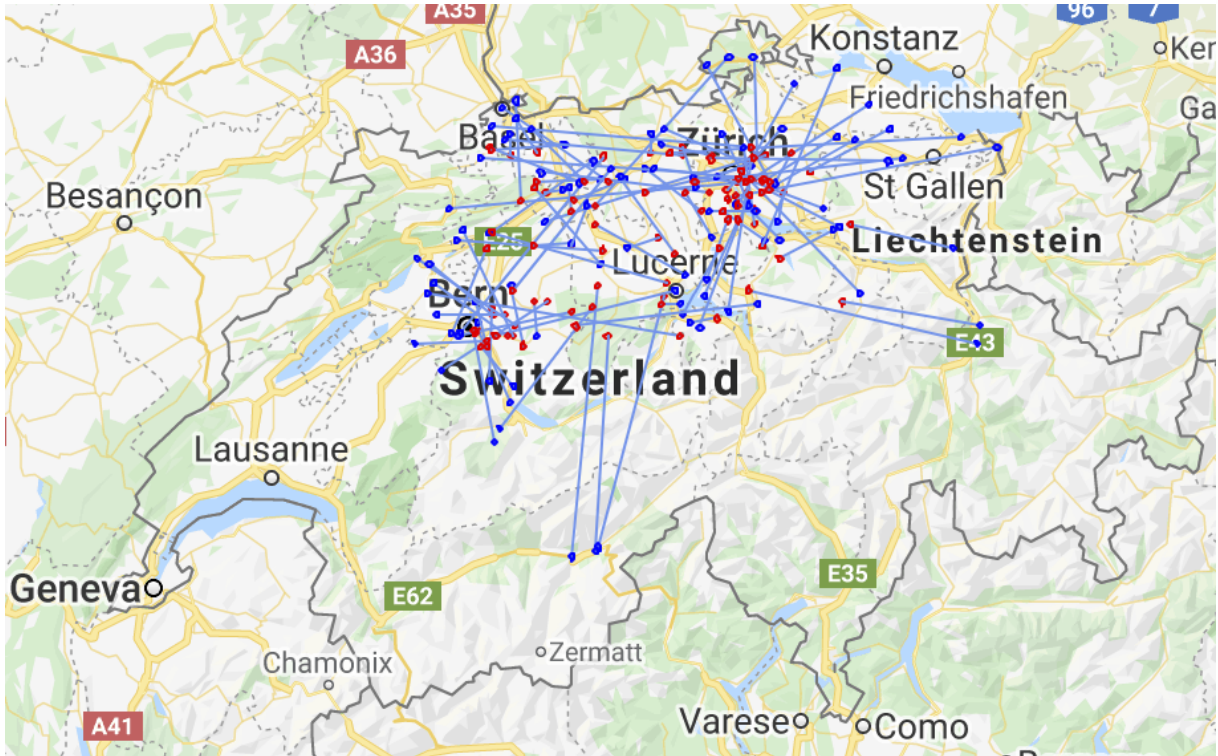 A35
96
7
A36
Konstanz
Ker
Friedrichshafen
Ga
Basel
Zürich
St Gallen
Besançon
E25
Liechtenstein
Lucerne
Bern
E43
Switzerland
Lausanne
E35
Geneva
E62
Zermatt
Chamonix
A41
Varese
Como